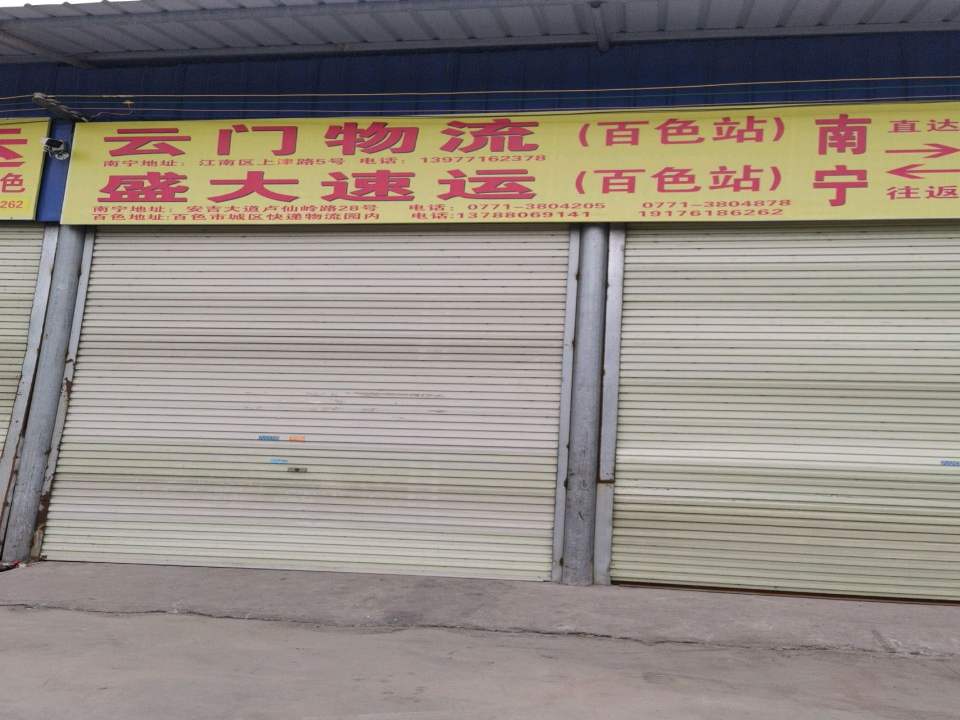 云门物流(百色站)
南宁地址：江南区上津路5号 电话：13977162378
盛大速运(百色站)
南宁地址：安吉大道卢仙岭路28号 电话：0771-3804205 0771-3804878
百色地址:百色市城区快递物流园内 电话:13788069141 19176186262
南宁
直达
往返
色
262